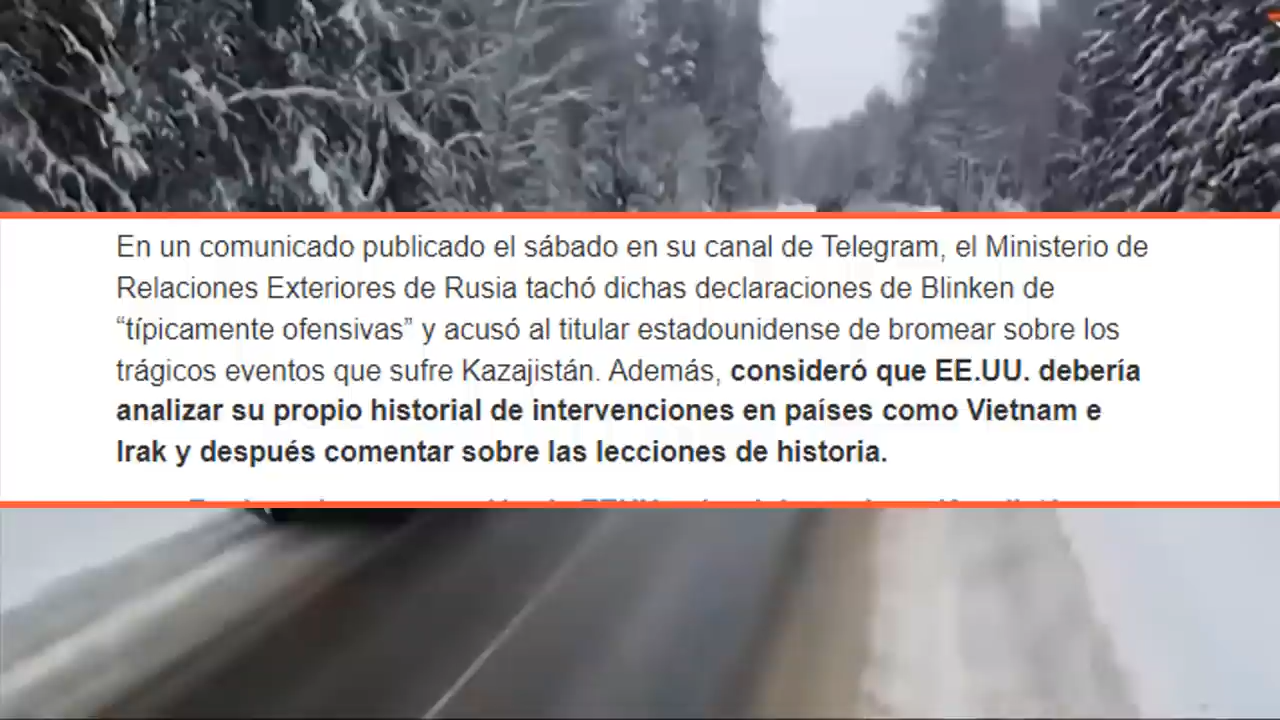 En un comunicado publicado el sábado en su canal de Telegram, el Ministerio de
Relaciones Exteriores de Rusia tachó dichas declaraciones de Blinken de
“típicamente ofensivas” y acusó al titular estadounidense de bromear sobre los
trágicos eventos que sufre Kazajistán. Además, consideró que EE.UU. debería
analizar su propio historial de intervenciones en países como Vietnam e
Irak y después comentar sobre las lecciones de historia.